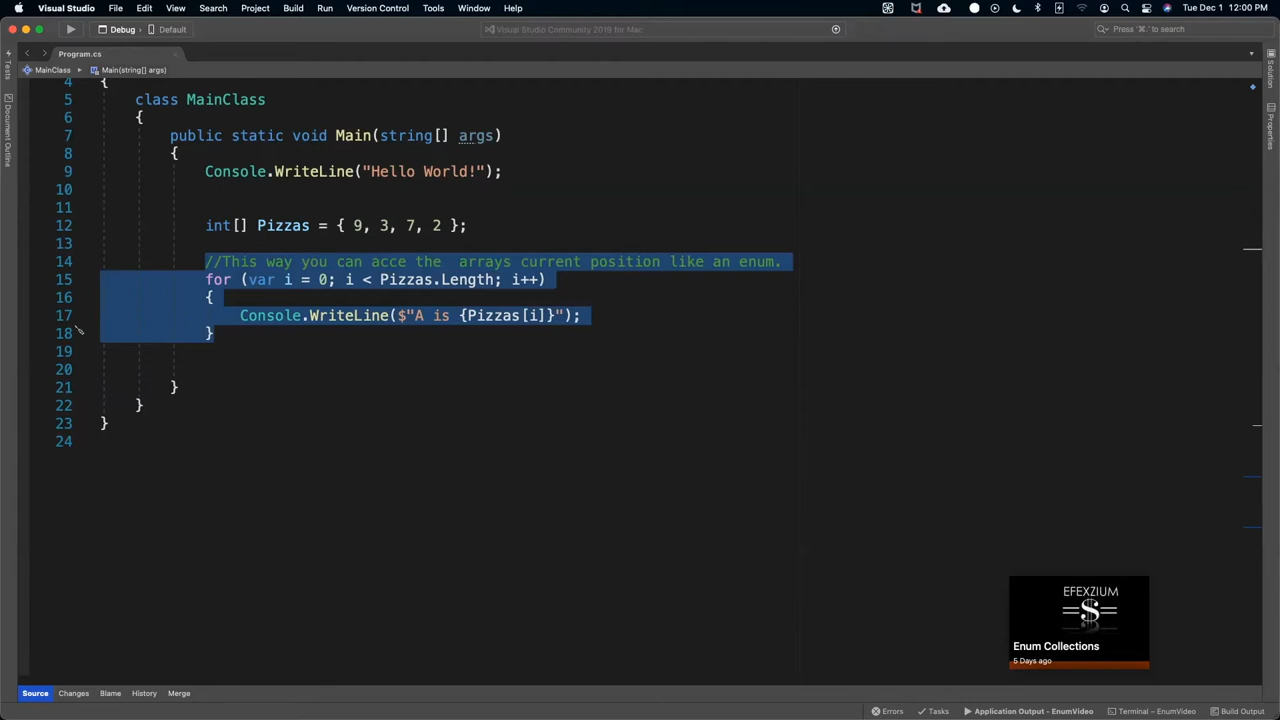 Visual Studio File Edit View Search Project Build Run Version Control Tools Window Help Tue Dec 1 12:00 PM
Debug Default Visual Studio Community 2019 for Mac Press '⌘.' to search
Program.cs
MainClass Main(string[] args)
Tests
Document Outline
Solution
Properties
4 {
5 class MainClass
6 {
7 public static void Main(string[] args)
8 {
9 Console.WriteLine("Hello World!");
10
11
12 int[] Pizzas = { 9, 3, 7, 2 };
13
14 //This way you can acce the  arrays current position like an enum.
15 for (var i = 0; i < Pizzas.Length; i++)
16 {
17 Console.WriteLine($"A is {Pizzas[i]}");
18 }
19
20
21 }
22 }
23 }
24
EFEXZIUM
Enum Collections
5 Days ago
Source Changes Blame History Merge
Errors Tasks Application Output - EnumVideo Terminal – EnumVideo Build Output